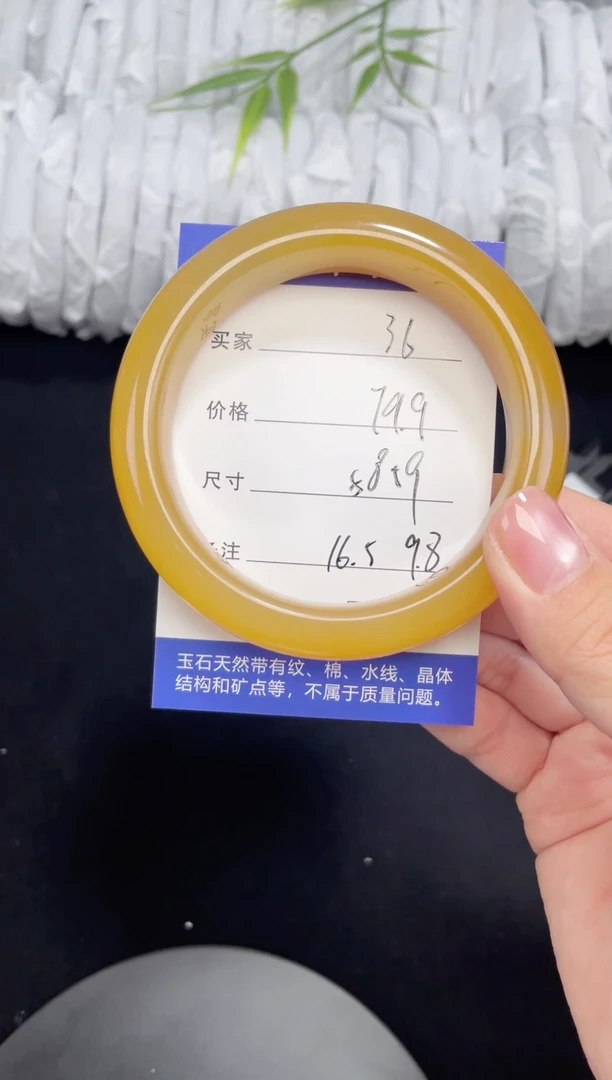 买家 36
价格 79.9
尺寸
注 16.5 9.8
玉石天然带有纹、棉、水线、晶体
结构和矿点等，不属于质量问题。